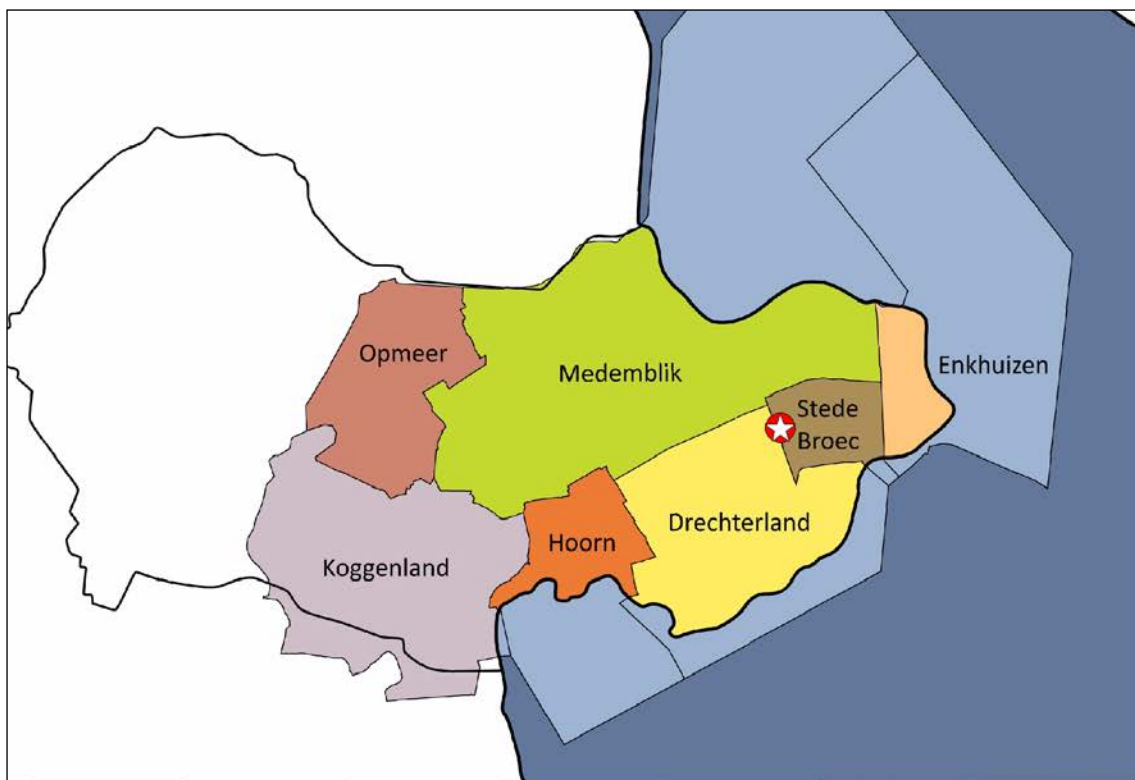 Opmeer
Medemblik
Enkhuizen
Stede
Broec
Drechterland
Hoorn
Koggenland